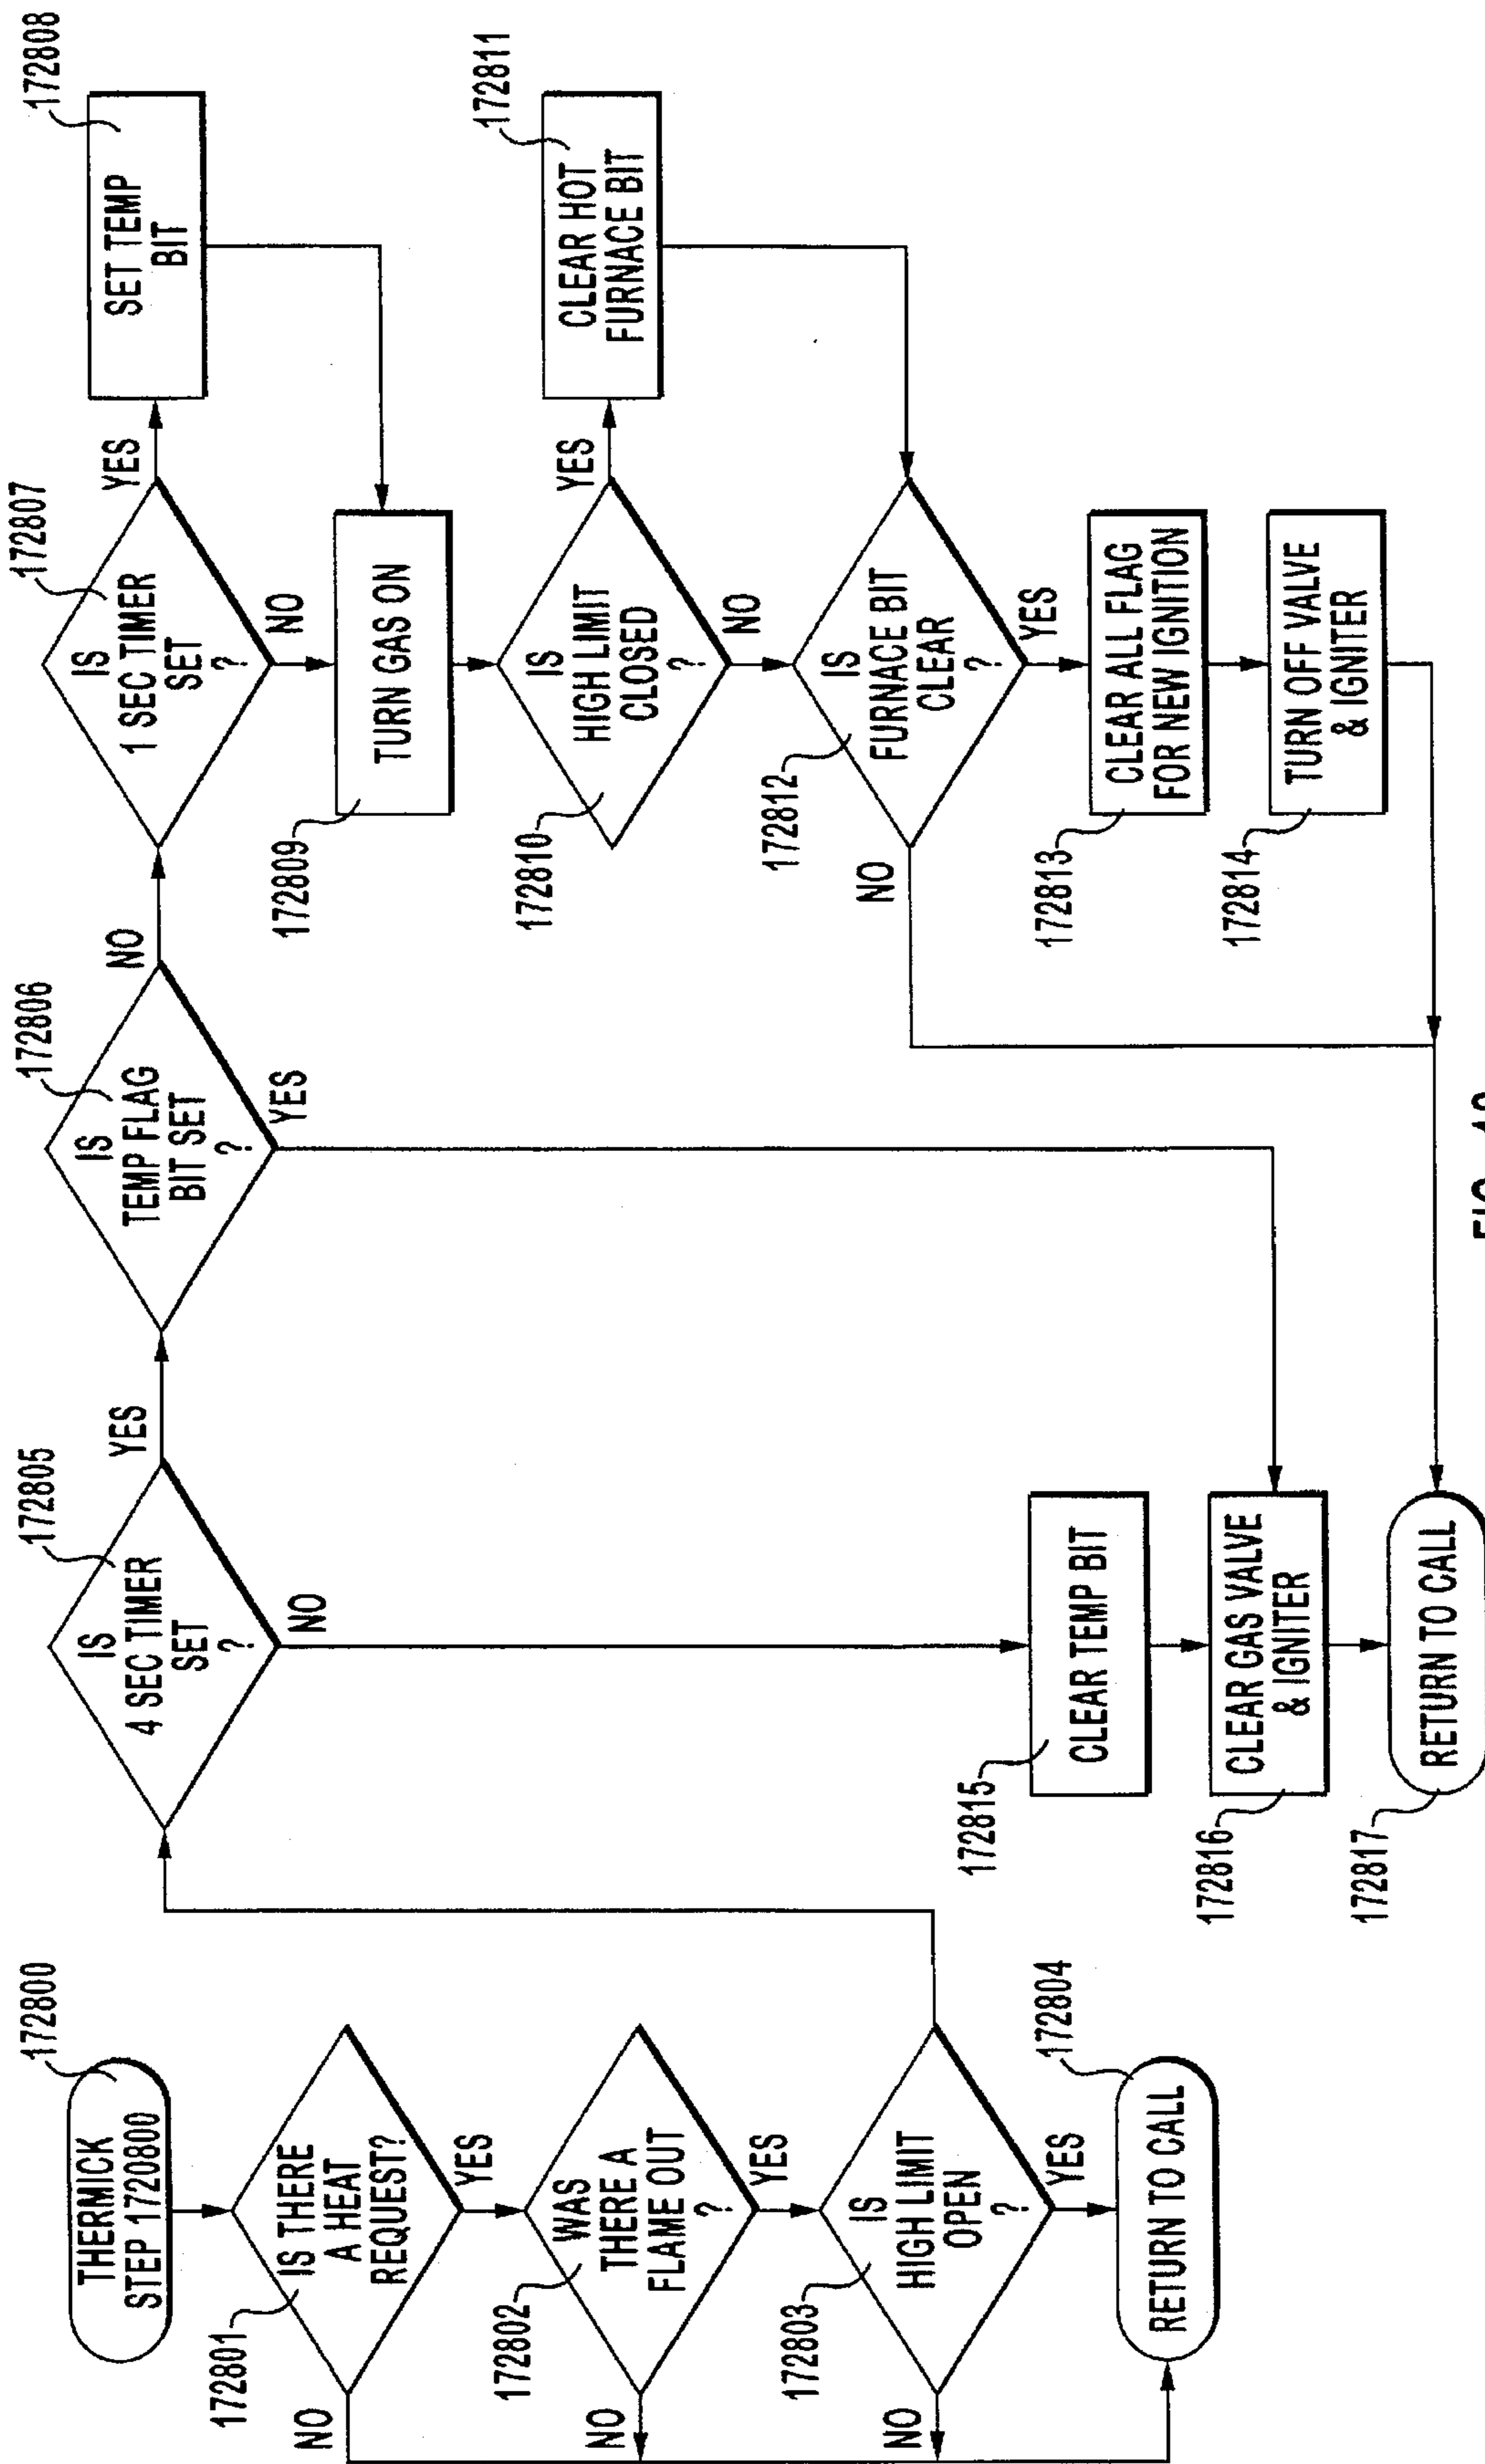 THERMICK
STEP 1720800
172800
IS THERE
A HEAT
REQUEST?
172801
NO
YES
WAS
THERE A
FLAME OUT
?
172802
NO
YES
IS
HIGH LIMIT
OPEN
?
172803
NO
YES
RETURN TO CALL
172804
IS
4 SEC TIMER
SET
?
172805
YES
NO
IS
TEMP FLAG
BIT SET
?
172806
NO
YES
IS
1 SEC TIMER
SET
?
172807
YES
NO
SET TEMP
BIT
172808
TURN GAS ON
172809
IS
HIGH LIMIT
CLOSED
?
172810
YES
NO
CLEAR HOT
FURNACE BIT
172811
IS
FURNACE BIT
CLEAR
?
172812
NO
YES
CLEAR ALL FLAG
FOR NEW IGNITION
172813
TURN OFF VALVE
& IGNITER
172814
CLEAR TEMP BIT
172815
CLEAR GAS VALVE
& IGNITER
172816
RETURN TO CALL
172817